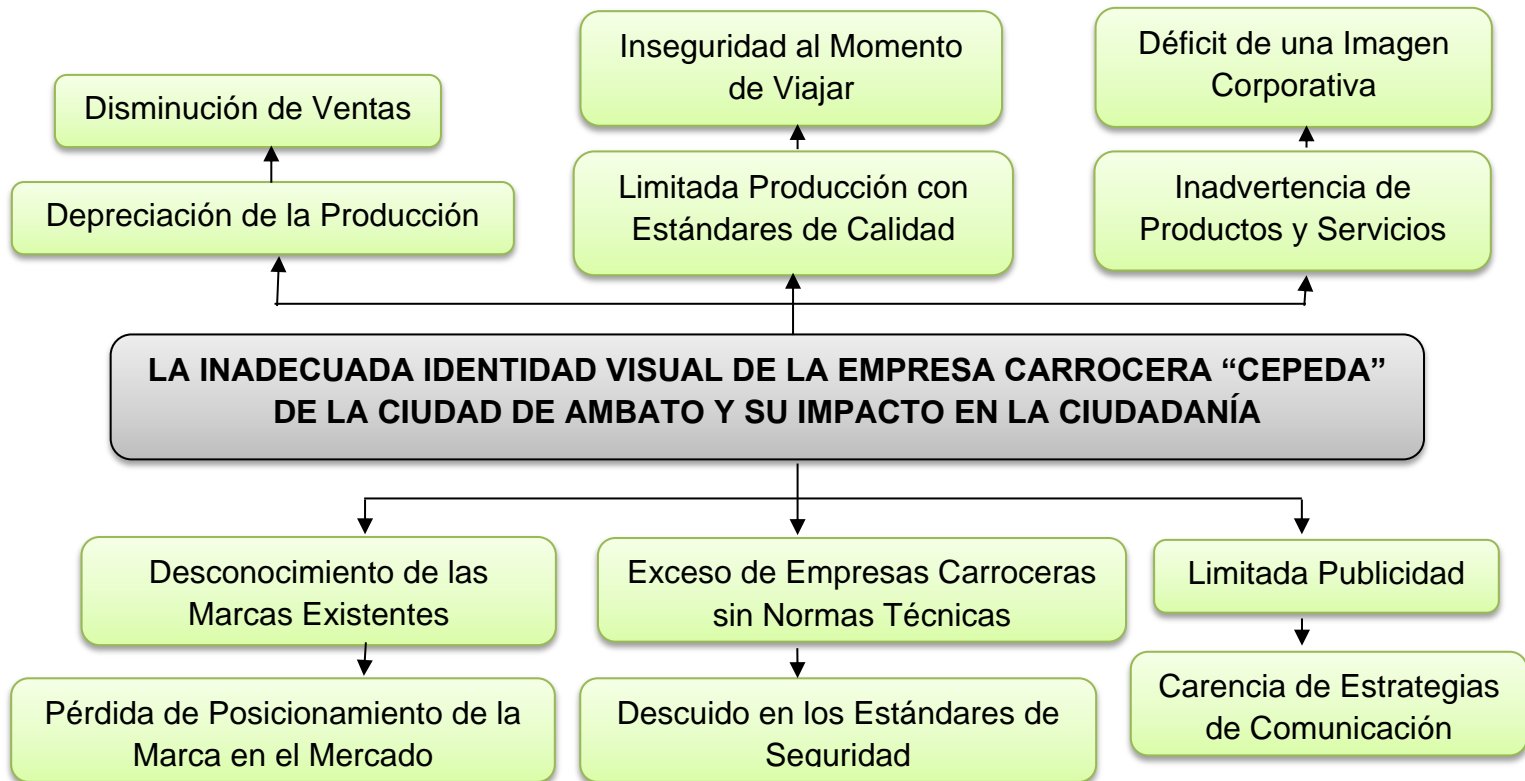 Inseguridad al Momento
de Viajar
Déficit de una Imagen
Corporativa
Disminución de Ventas
Limitada Producción con
Estándares de Calidad
Inadvertencia de
Productos y Servicios
Depreciación de la Producción
LA INADECUADA IDENTIDAD VISUAL DE LA EMPRESA CARROCERA “CEPEDA”
DE LA CIUDAD DE AMBATO Y SU IMPACTO EN LA CIUDADANÍA
Desconocimiento de las
Marcas Existentes
Exceso de Empresas Carroceras
sin Normas Técnicas
Limitada Publicidad
Pérdida de Posicionamiento de la
Marca en el Mercado
Descuido en los Estándares de
Seguridad
Carencia de Estrategias
de Comunicación